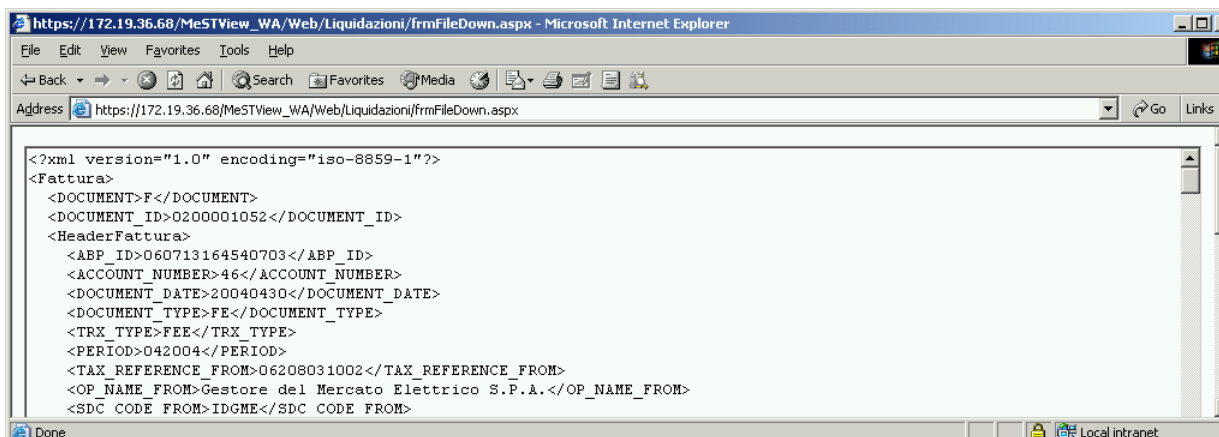 https://172.19.36.68/MeSTView_WA/Web/Liquidazioni/frmFileDown.aspx - Microsoft Internet Explorer
File Edit View Favorites Tools Help
Back Search Favorites Media
Address https://172.19.36.68/MeSTView_WA/Web/Liquidazioni/frmFileDown.aspx Go Links
<?xml version="1.0" encoding="iso-8859-1"?>
<Fattura>
<DOCUMENT>F</DOCUMENT>
<DOCUMENT_ID>0200001052</DOCUMENT_ID>
<HeaderFattura>
<ABP_ID>060713164540703</ABP_ID>
<ACCOUNT_NUMBER>46</ACCOUNT_NUMBER>
<DOCUMENT_DATE>20040430</DOCUMENT_DATE>
<DOCUMENT_TYPE>FE</DOCUMENT_TYPE>
<TRX_TYPE>FEE</TRX_TYPE>
<PERIOD>042004</PERIOD>
<TAX_REFERENCE_FROM>06208031002</TAX_REFERENCE_FROM>
<OP_NAME_FROM>Gestore del Mercato Elettrico S.P.A.</OP_NAME_FROM>
<SDC_CODE_FROM>IDGME</SDC_CODE_FROM>
Done Local intranet